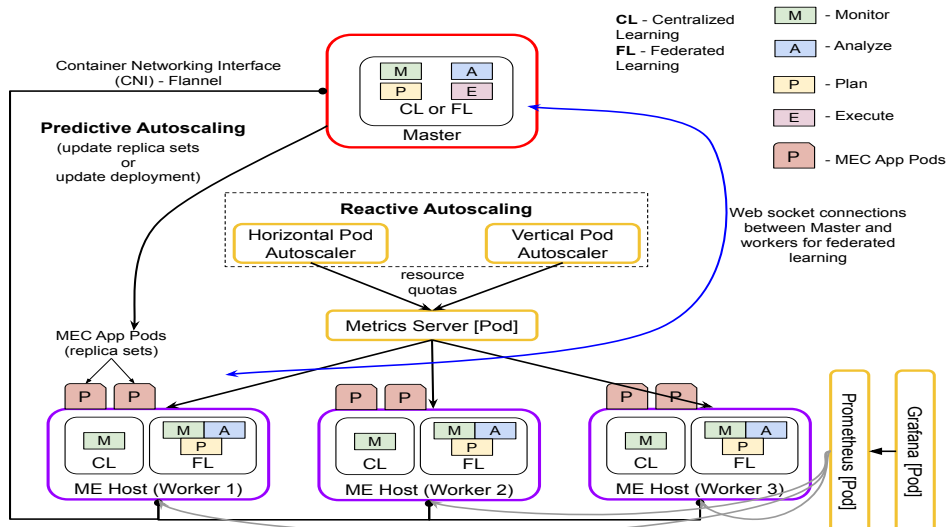 Container Networking Interface
(CNI) - Flannel
Predictive Autoscaling
(update replica sets
or
update deployment)
M
A
P
E
CL or FL
Master
CL - Centralized
Learning
FL - Federated
Learning
M - Monitor
A - Analyze
P - Plan
E - Execute
P - MEC App Pods
Reactive Autoscaling
Horizontal Pod
Autoscaler
Vertical Pod
Autoscaler
resource
quotas
Metrics Server [Pod]
Web socket connections
between Master and
workers for federated
learning
MEC App Pods
(replica sets)
P
P
M
CL
M
A
P
FL
ME Host (Worker 1)
P
P
M
CL
M
A
P
FL
ME Host (Worker 2)
P
P
M
CL
M
A
P
FL
ME Host (Worker 3)
Prometheus [Pod]
Grafana [Pod]